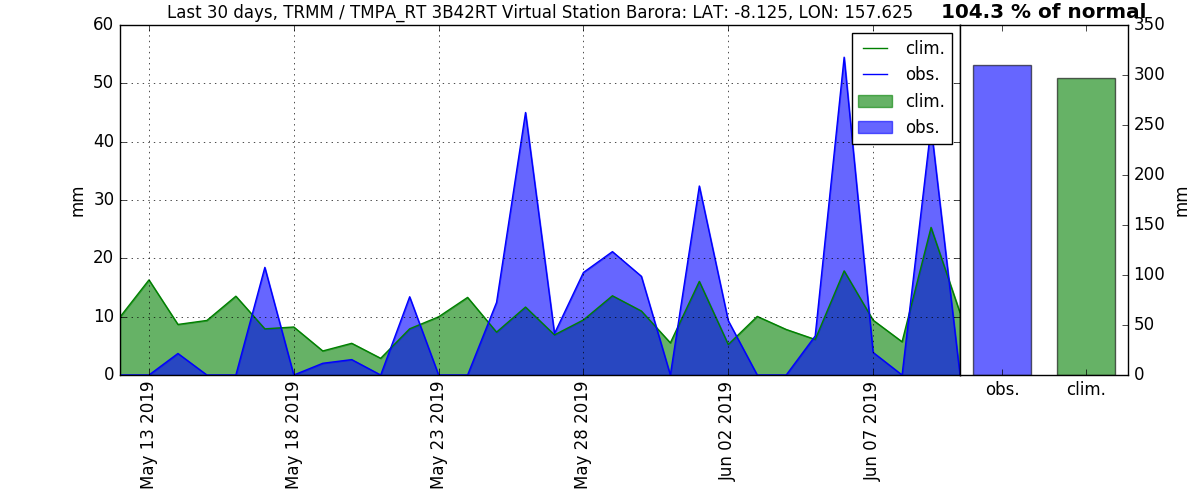 Last 30 days, TRMM / TMPA_RT 3B42RT Virtual Station Barora: LAT: -8.125, LON: 157.625
104.3 % of normal
60
50
40
30
20
10
0
mm
clim.
obs.
clim.
obs.
May 13 2019
May 18 2019
May 23 2019
May 28 2019
Jun 02 2019
Jun 07 2019
350
300
250
200
150
100
50
0
mm
obs.
clim.